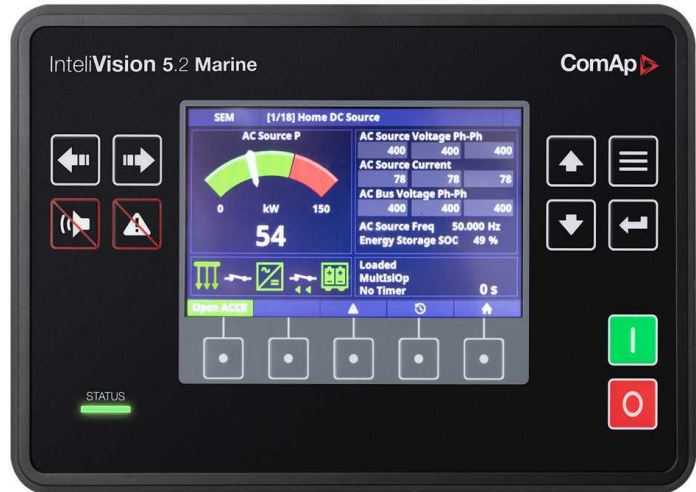 InteliVision 5.2 Marine
ComAp
SEM [1/18] Home DC Source
AC Source P
0 kW 150
54
AC Source Voltage Ph-Ph
400 400 400
AC Source Current
78 78 78
AC Bus Voltage Ph-Ph
400 400 400
AC Source Freq 50.000 Hz
Energy Storage SOC 49 %
Loaded
MultIslOp
No Timer 0 s
Open ACCB
STATUS